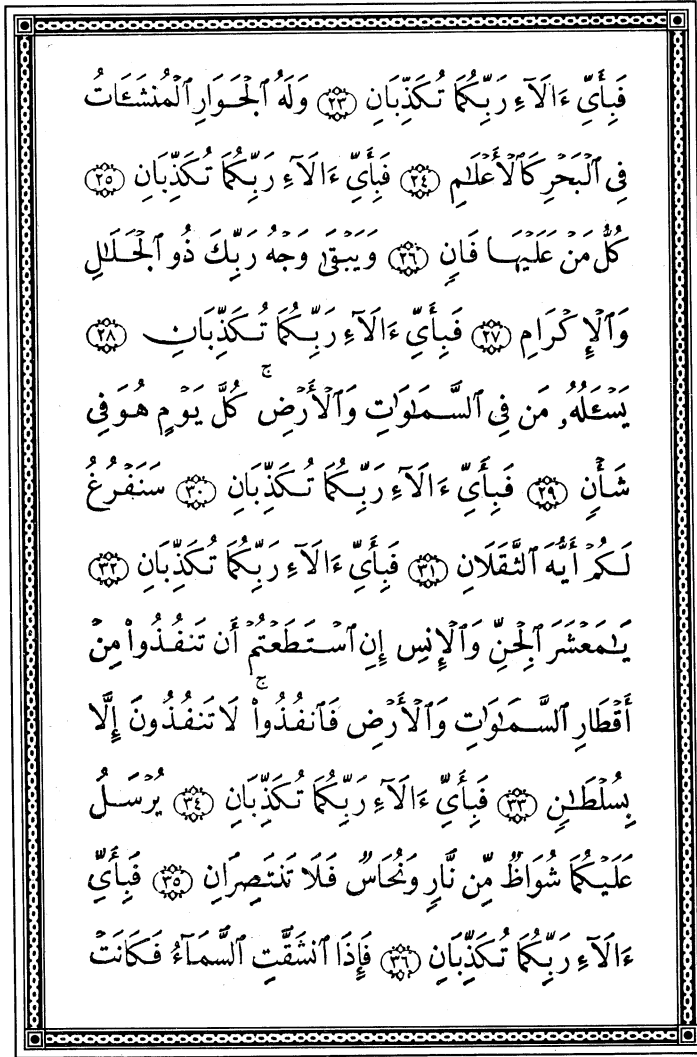 فَبِأَيِّ ءَالَآءِ رَبِّكُمَا تُكَذِّبَانِ ٢٣ وَلَهُ ٱلْجَوَارِ ٱلْمُنشَـَٔاتُ
فِى ٱلْبَحْرِ كَٱلْأَعْلَـٰمِ ٢٤ فَبِأَيِّ ءَالَآءِ رَبِّكُمَا تُكَذِّبَانِ ٢٥
كُلُّ مَنْ عَلَيْهَا فَانٍ ٢٦ وَيَبْقَىٰ وَجْهُ رَبِّكَ ذُو ٱلْجَلَـٰلِ
وَٱلْإِكْرَامِ ٢٧ فَبِأَيِّ ءَالَآءِ رَبِّكُمَا تُكَذِّبَانِ ٢٨
يَسْـَٔلُهُۥ مَن فِى ٱلسَّمَـٰوَٰتِ وَٱلْأَرْضِ ۚ كُلَّ يَوْمٍ هُوَ فِى
شَأْنٍ ٢٩ فَبِأَيِّ ءَالَآءِ رَبِّكُمَا تُكَذِّبَانِ ٣٠ سَنَفْرُغُ
لَكُمْ أَيُّهَ ٱلثَّقَلَانِ ٣١ فَبِأَيِّ ءَالَآءِ رَبِّكُمَا تُكَذِّبَانِ ٣٢
يَـٰمَعْشَرَ ٱلْجِنِّ وَٱلْإِنسِ إِنِ ٱسْتَطَعْتُمْ أَن تَنفُذُوا۟ مِنْ
أَقْطَارِ ٱلسَّمَـٰوَٰتِ وَٱلْأَرْضِ فَٱنفُذُوا۟ ۚ لَا تَنفُذُونَ إِلَّا
بِسُلْطَـٰنٍ ٣٣ فَبِأَيِّ ءَالَآءِ رَبِّكُمَا تُكَذِّبَانِ ٣٤ يُرْسَلُ
عَلَيْكُمَا شُوَاظٌ مِّن نَّارٍ وَنُحَاسٌ فَلَا تَنتَصِرَانِ ٣٥ فَبِأَيِّ
ءَالَآءِ رَبِّكُمَا تُكَذِّبَانِ ٣٦ فَإِذَا ٱنشَقَّتِ ٱلسَّمَآءُ فَكَانَتْ